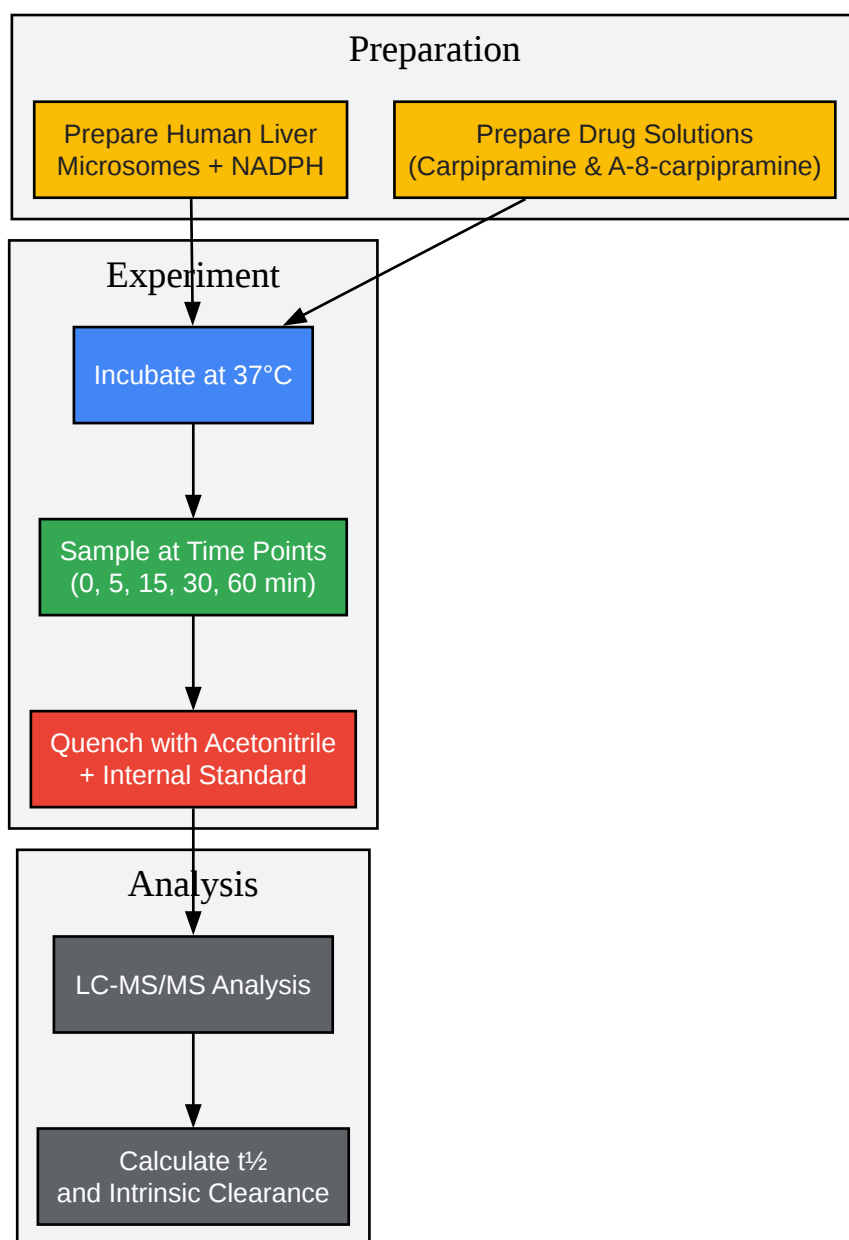 Preparation
Prepare Human Liver
Microsomes + NADPH
Prepare Drug Solutions
(Carpipramine & A-8-carpipramine)
Experiment
Incubate at 37°C
Sample at Time Points
(0, 5, 15, 30, 60 min)
Quench with Acetonitrile
+ Internal Standard
Analysis
LC-MS/MS Analysis
Calculate t½
and Intrinsic Clearance